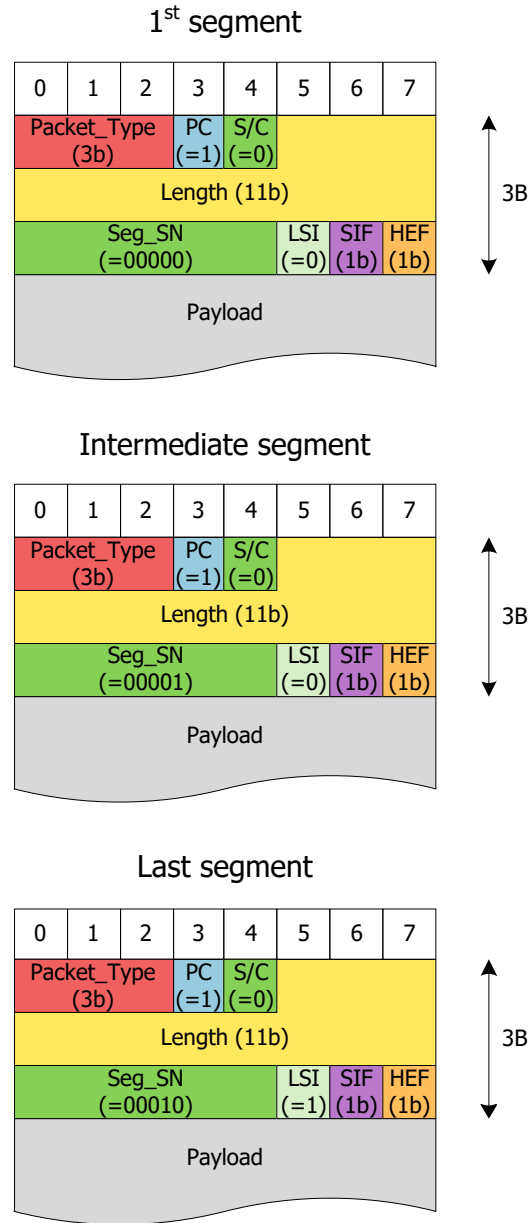 1st segment
0 1 2 3 4 5 6 7
Packet_Type PC S/C
(3b) (=1) (=0)
Length (11b)
3B
Seg_SN LSI SIF HEF
(=00000) (=0) (1b) (1b)
Payload
Intermediate segment
0 1 2 3 4 5 6 7
Packet_Type PC S/C
(3b) (=1) (=0)
Length (11b)
3B
Seg_SN LSI SIF HEF
(=00001) (=0) (1b) (1b)
Payload
Last segment
0 1 2 3 4 5 6 7
Packet_Type PC S/C
(3b) (=1) (=0)
Length (11b)
3B
Seg_SN LSI SIF HEF
(=00010) (=1) (1b) (1b)
Payload